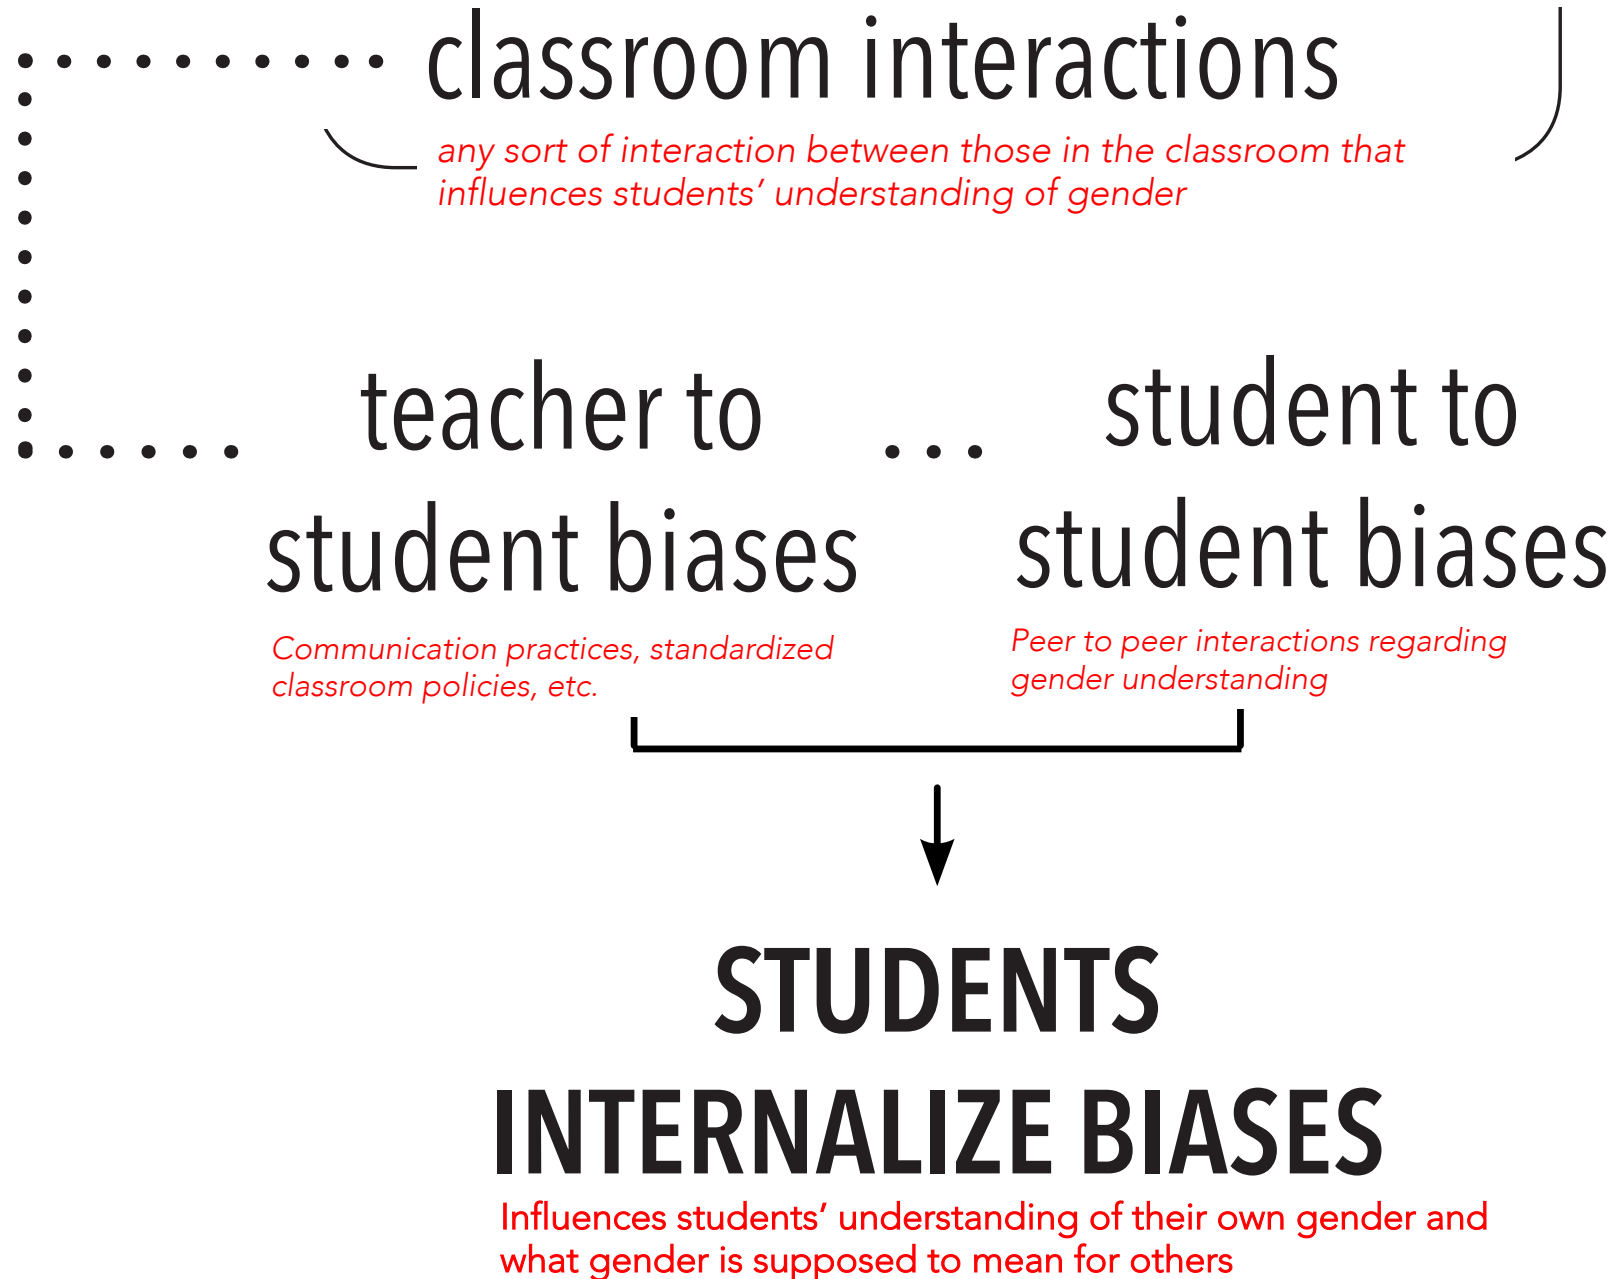 classroom interactions
any sort of interaction between those in the classroom that
influences students’ understanding of gender
teacher to
student biases
Communication practices, standardized
classroom policies, etc.
student to
student biases
Peer to peer interactions regarding
gender understanding
STUDENTS
INTERNALIZE BIASES
Influences students’ understanding of their own gender and
what gender is supposed to mean for others